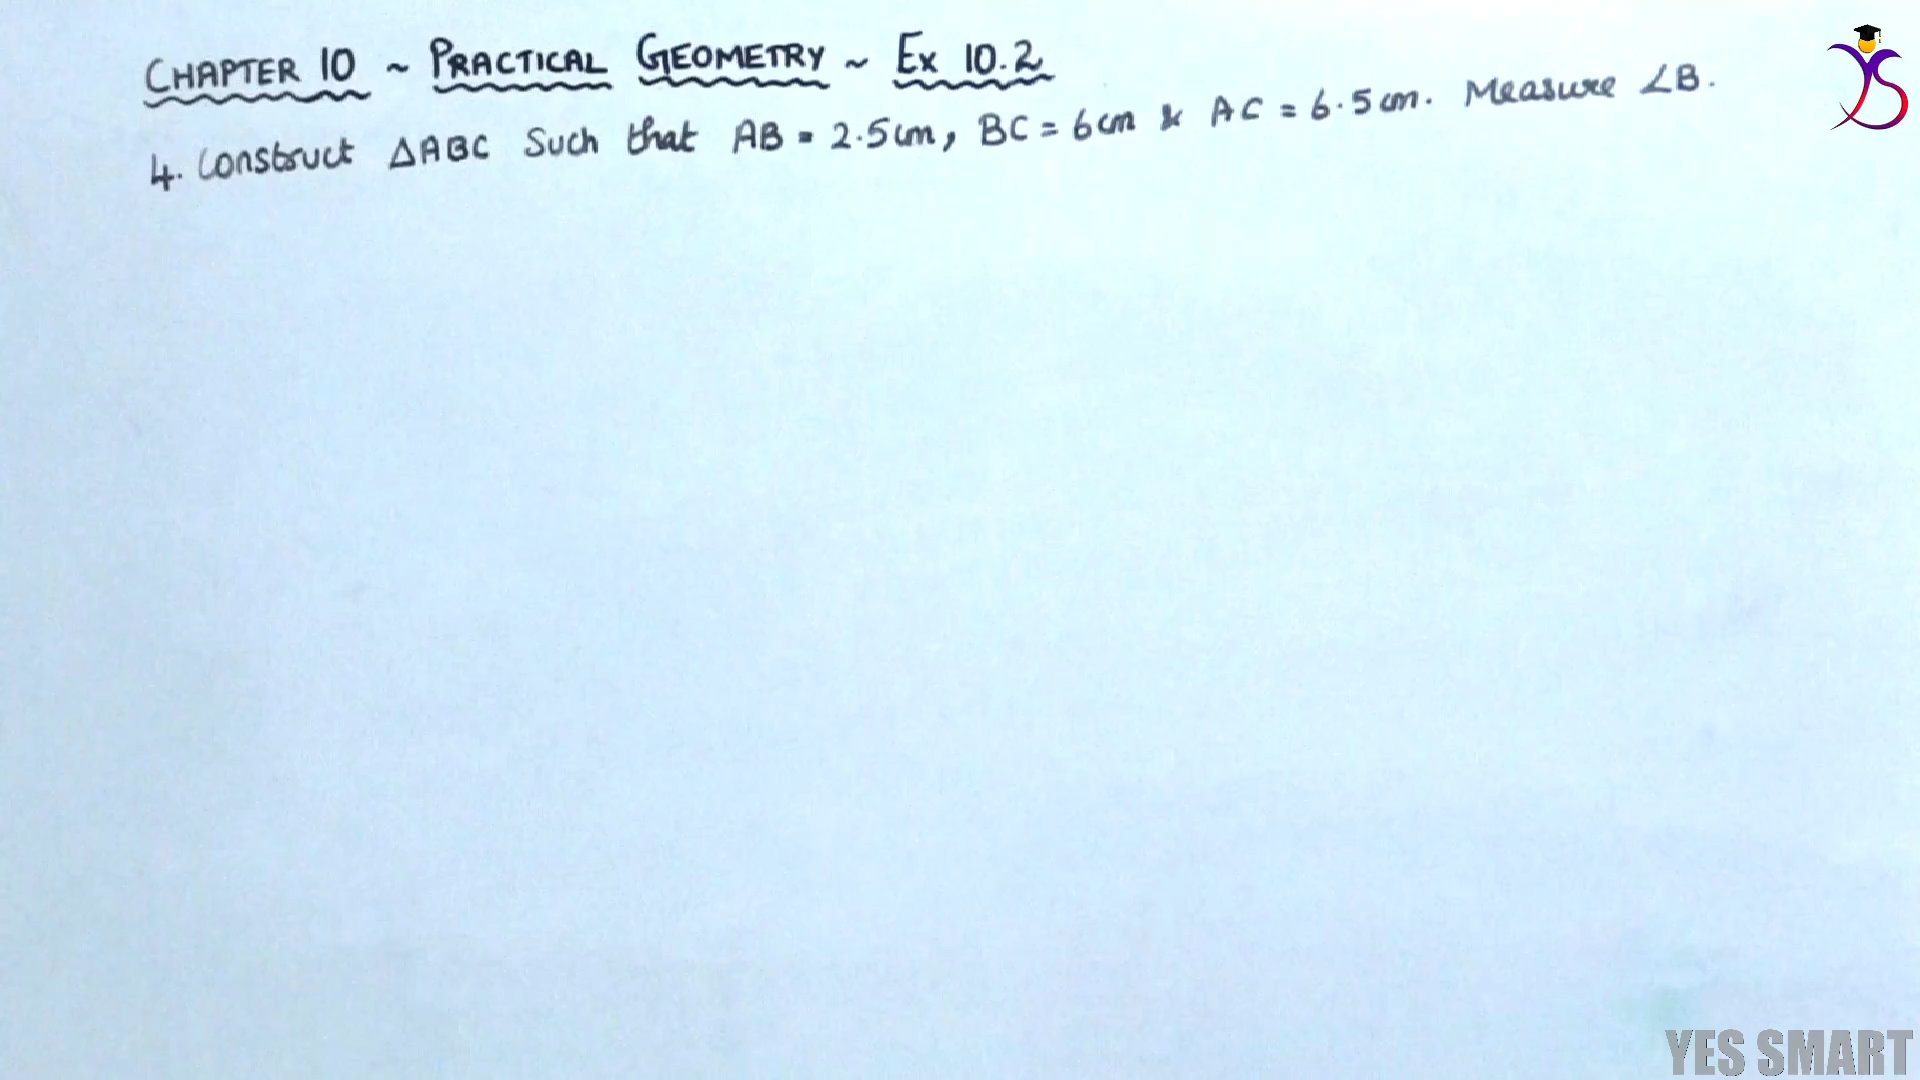 CHAPTER 10 ~ PRACTICAL GEOMETRY ~ Ex 10.2
4. Construct ΔABC Such that AB = 2.5cm, BC = 6cm & AC = 6.5cm. Measure ∠B.
YS
YES SMART